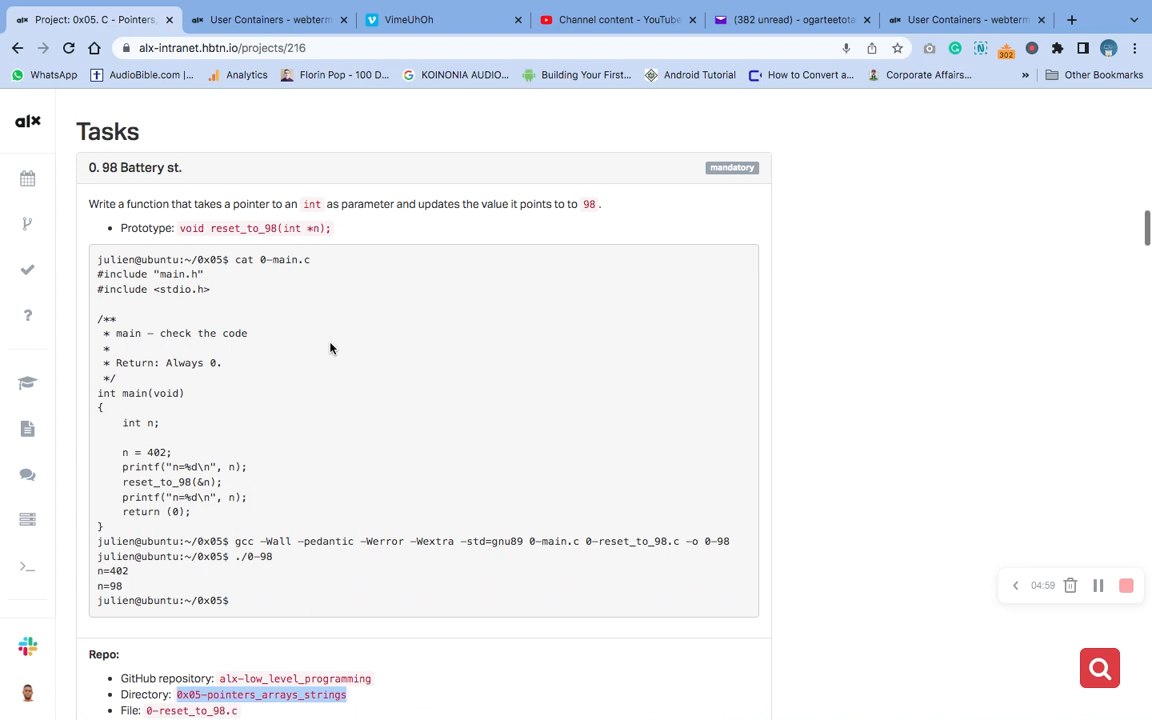 Project: 0x05. C - Pointers,
User Containers - webterm
VimeUhOh
Channel content - YouTube
(382 unread) - ogarteetota
User Containers - webterm
alx-intranet.hbtn.io/projects/216
302
WhatsApp
AudioBible.com |...
Analytics
Florin Pop - 100 D...
KOINONIA AUDIO...
Building Your First...
Android Tutorial
How to Convert a...
Corporate Affairs...
»
Other Bookmarks
alx
Tasks
0. 98 Battery st.
mandatory
Write a function that takes a pointer to an int as parameter and updates the value it points to to 98 .
• Prototype: void reset_to_98(int *n);
julien@ubuntu:~/0x05$ cat 0-main.c
#include "main.h"
#include <stdio.h>
/**
* main – check the code
*
* Return: Always 0.
*/
int main(void)
{
int n;
n = 402;
printf("n=%d\n", n);
reset_to_98(&n);
printf("n=%d\n", n);
return (0);
}
julien@ubuntu:~/0x05$ gcc -Wall -pedantic -Werror -Wextra -std=gnu89 0-main.c 0-reset_to_98.c -o 0-98
julien@ubuntu:~/0x05$ ./0-98
n=402
n=98
julien@ubuntu:~/0x05$
04:59
Repo:
• GitHub repository: alx-low_level_programming
• Directory: 0x05-pointers_arrays_strings
• File: 0-reset_to_98.c